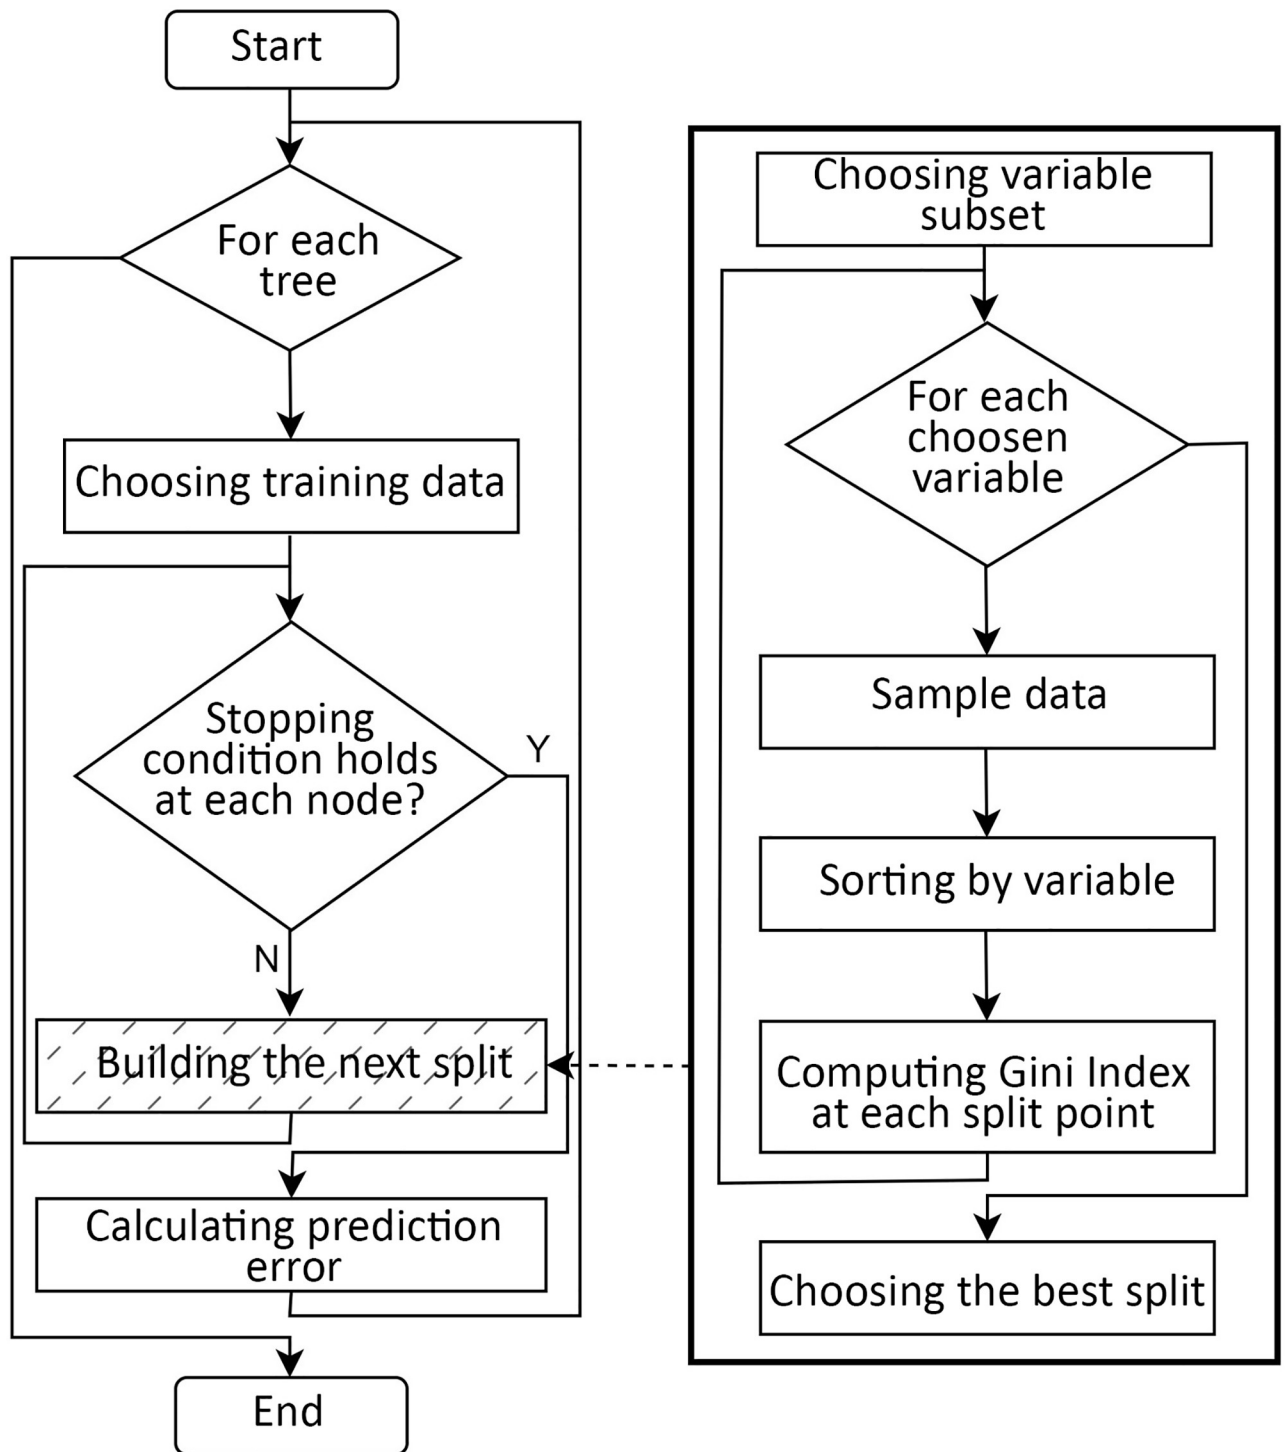 Start
For each
tree
Choosing training data
Stopping
condition holds
at each node?
Y
N
Building the next split
Calculating prediction
error
End
Choosing variable
subset
For each
choosen
variable
Sample data
Sorting by variable
Computing Gini Index
at each split point
Choosing the best split